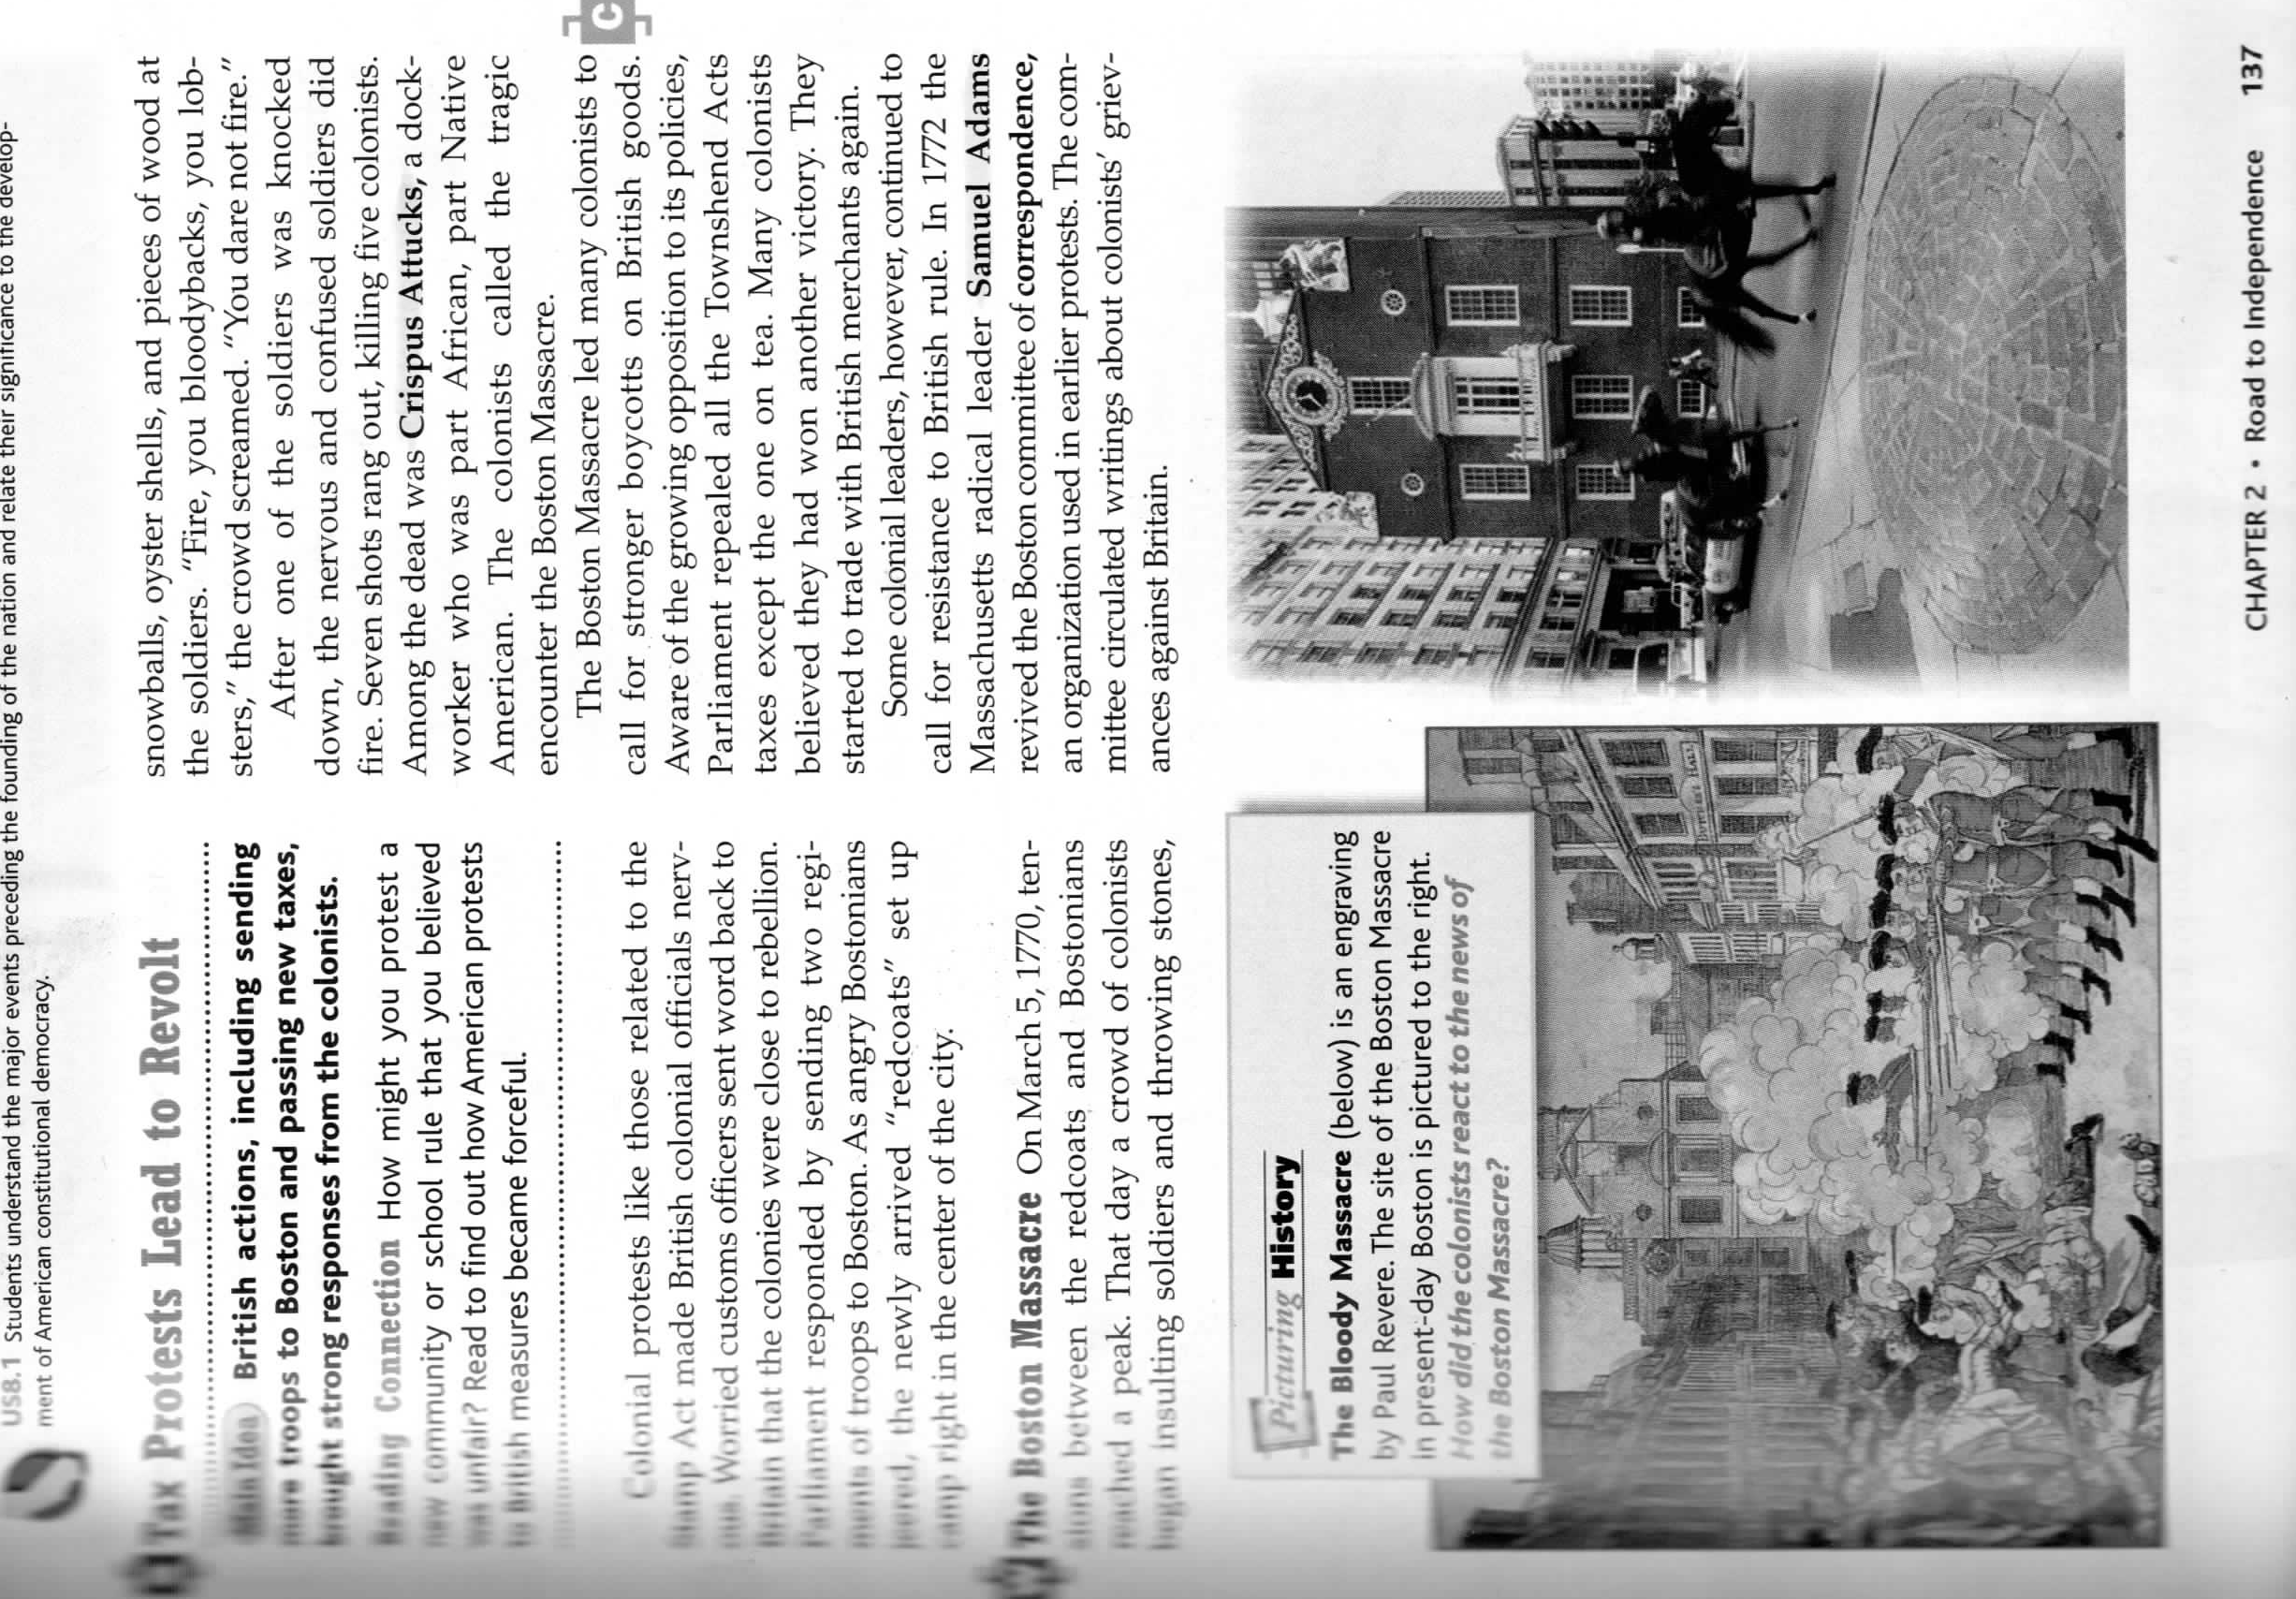 US8.1 Students understand the major events preceding the founding of the nation and relate their significance to the develop-
ment of American constitutional democracy.
Tax Protests Lead to Revolt
Main Idea British actions, including sending
more troops to Boston and passing new taxes,
brought strong responses from the colonists.
Reading Connection How might you protest a
new community or school rule that you believed
was unfair? Read to find out how American protests
to British measures became forceful.
Colonial protests like those related to the
Stamp Act made British colonial officials nerv-
ous. Worried customs officers sent word back to
Britain that the colonies were close to rebellion.
Parliament responded by sending two regi-
ments of troops to Boston. As angry Bostonians
jeered, the newly arrived "redcoats" set up
camp right in the center of the city.
The Boston Massacre On March 5, 1770, ten-
sions between the redcoats and Bostonians
reached a peak. That day a crowd of colonists
began insulting soldiers and throwing stones,
snowballs, oyster shells, and pieces of wood at
the soldiers. "Fire, you bloodybacks, you lob-
sters," the crowd screamed. "You dare not fire."
After one of the soldiers was knocked
down, the nervous and confused soldiers did
fire. Seven shots rang out, killing five colonists.
Among the dead was Crispus Attucks, a dock-
worker who was part African, part Native
American. The colonists called the tragic
encounter the Boston Massacre.
C
The Boston Massacre led many colonists to
call for stronger boycotts on British goods.
Aware of the growing opposition to its policies,
Parliament repealed all the Townshend Acts
taxes except the one on tea. Many colonists
believed they had won another victory. They
started to trade with British merchants again.
Some colonial leaders, however, continued to
call for resistance to British rule. In 1772 the
Massachusetts radical leader Samuel Adams
revived the Boston committee of correspondence,
an organization used in earlier protests. The com-
mittee circulated writings about colonists' griev-
ances against Britain.
Picturing History
The Bloody Massacre (below) is an engraving
by Paul Revere. The site of the Boston Massacre
in present-day Boston is pictured to the right.
How did the colonists react to the news of
the Boston Massacre?
BUTCHER'S HALL
CHAPTER 2 • Road to Independence 137